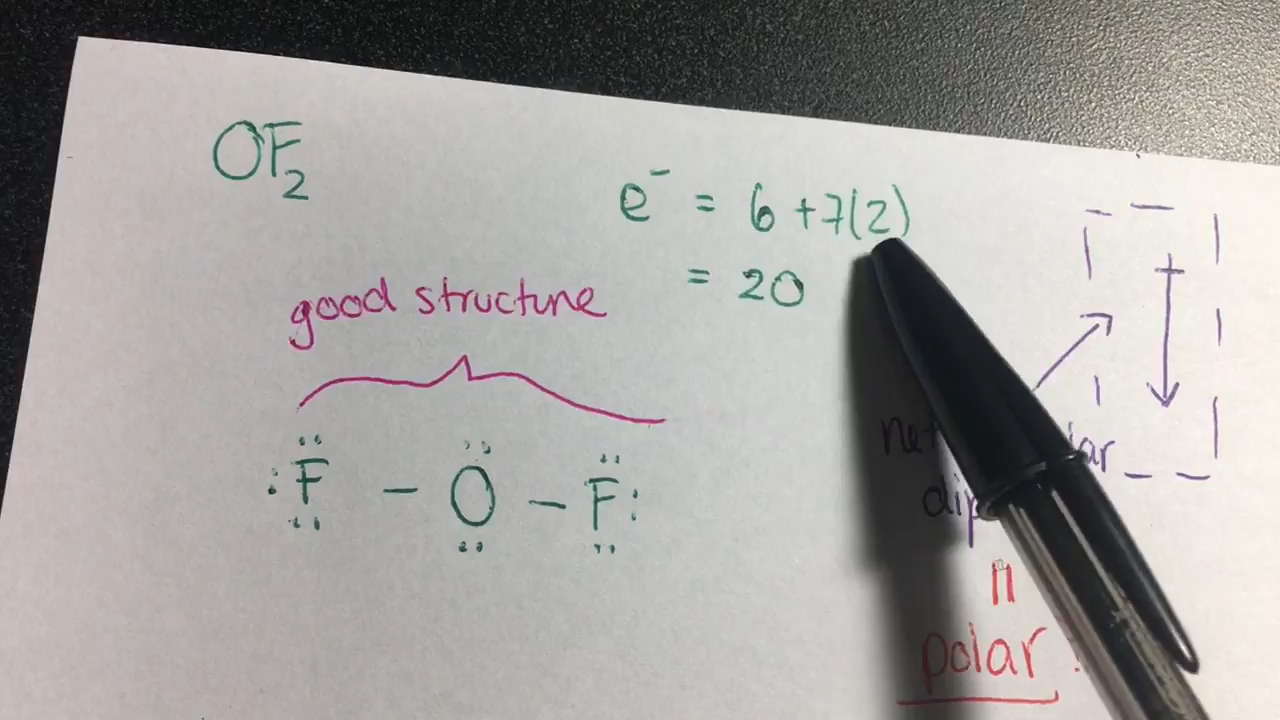 OF₂
e⁻ = 6 + 7(2)
= 20
good structure
:F - O - F:
polar